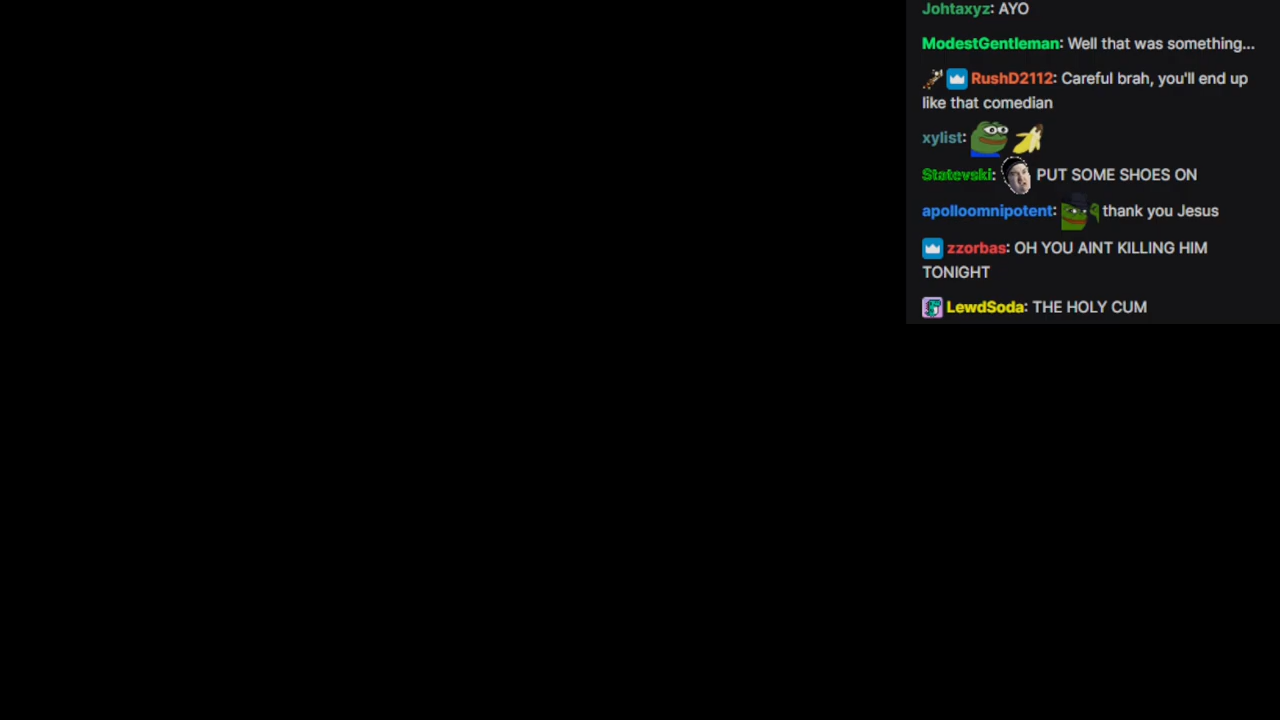 Johtaxyz: AYO
ModestGentleman: Well that was something...
RushD2112: Careful brah, you'll end up
like that comedian
xylist:
Statevski: PUT SOME SHOES ON
apolloomnipotent: thank you Jesus
zzorbas: OH YOU AINT KILLING HIM
TONIGHT
LewdSoda: THE HOLY CUM